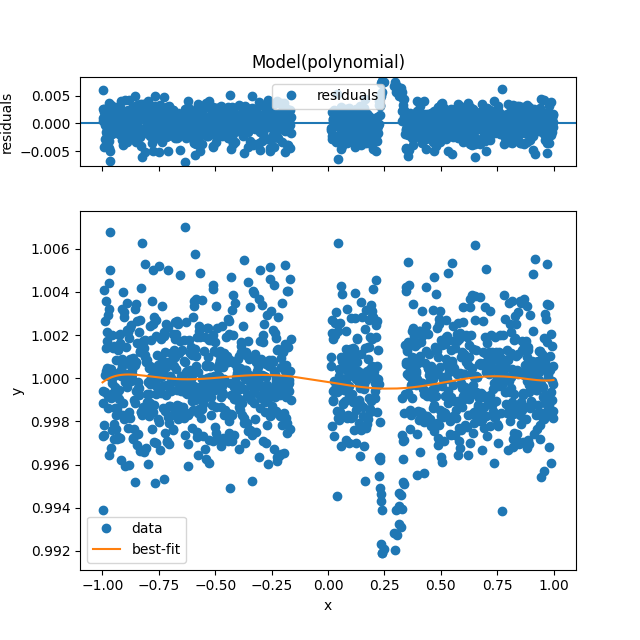 Model(polynomial)
residuals
0.005
0.000
−0.005
residuals
y
1.006
1.004
1.002
1.000
0.998
0.996
0.994
0.992
data
best-fit
−1.00 −0.75 −0.50 −0.25 0.00 0.25 0.50 0.75 1.00
x